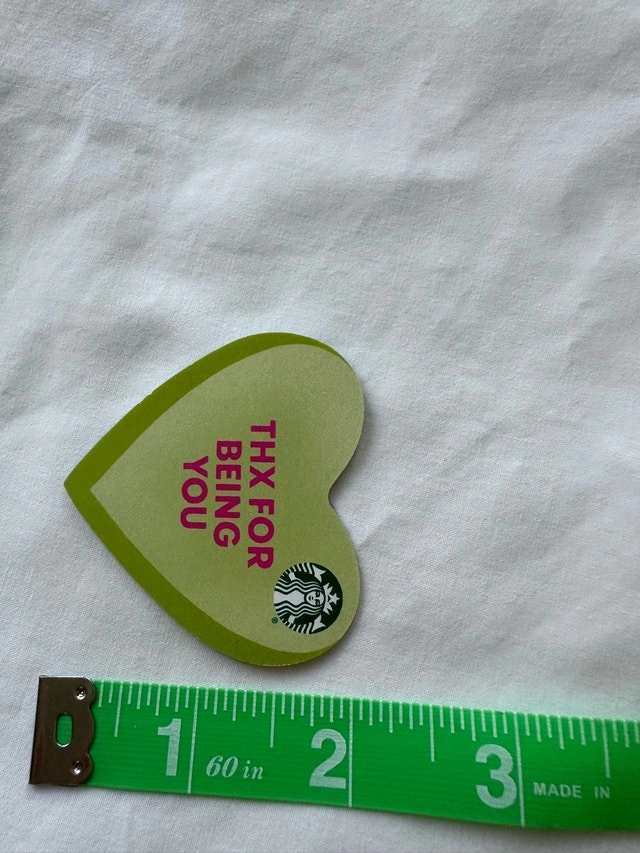 THX FOR
BEING
YOU
®
1 60 in 2 3 MADE IN